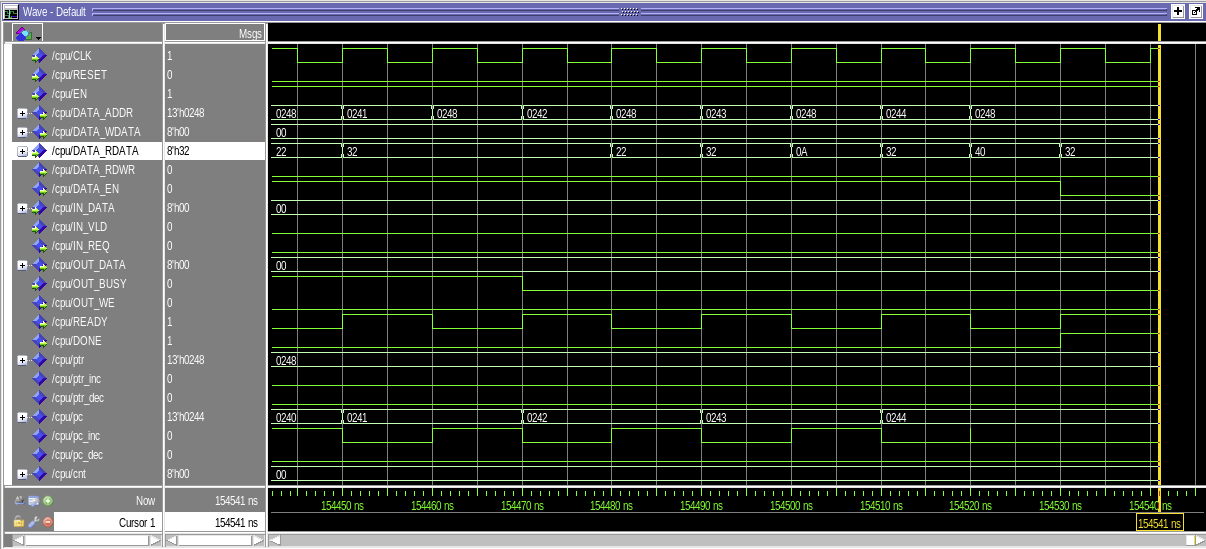 Wave - Default
Msgs
/cpu/CLK 1
/cpu/RESET 0
/cpu/EN 1
/cpu/DATA_ADDR 13'h0248 0248 0241 0248 0242 0248 0243 0248 0244 0248
/cpu/DATA_WDATA 8'h00 00
/cpu/DATA_RDATA 8'h32 22 32 22 32 0A 32 40 32
/cpu/DATA_RDWR 0
/cpu/DATA_EN 0
/cpu/IN_DATA 8'h00 00
/cpu/IN_VLD 0
/cpu/IN_REQ 0
/cpu/OUT_DATA 8'h00 00
/cpu/OUT_BUSY 0
/cpu/OUT_WE 0
/cpu/READY 1
/cpu/DONE 1
/cpu/ptr 13'h0248 0248
/cpu/ptr_inc 0
/cpu/ptr_dec 0
/cpu/pc 13'h0244 0240 0241 0242 0243 0244
/cpu/pc_inc 0
/cpu/pc_dec 0
/cpu/cnt 8'h00 00
Now 154541 ns 154450 ns 154460 ns 154470 ns 154480 ns 154490 ns 154500 ns 154510 ns 154520 ns 154530 ns 154540 ns
Cursor 1 154541 ns 154541 ns